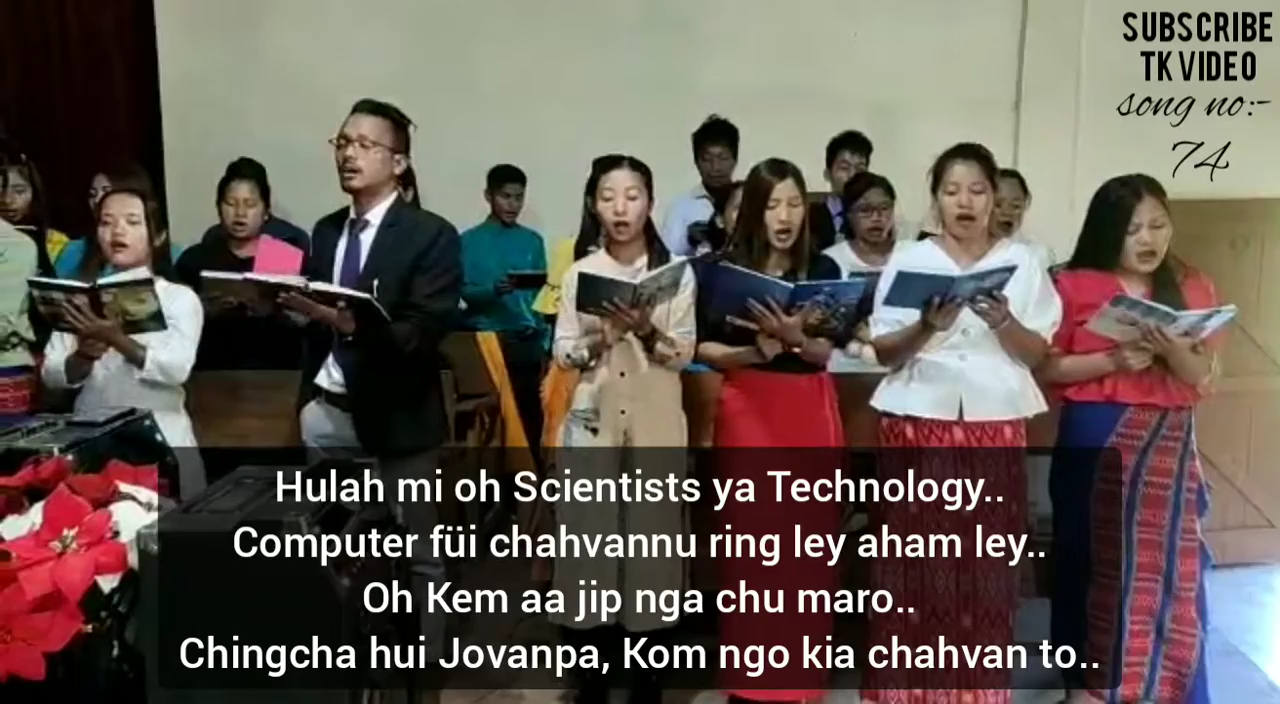 SUBSCRIBE
TK VIDEO
song no:-
74
Hulah mi oh Scientists ya Technology..
Computer füi chahvannu ring ley aham ley..
Oh Kem aa jip nga chu maro..
Chingcha hui Jovanpa, Kom ngo kia chahvan to..